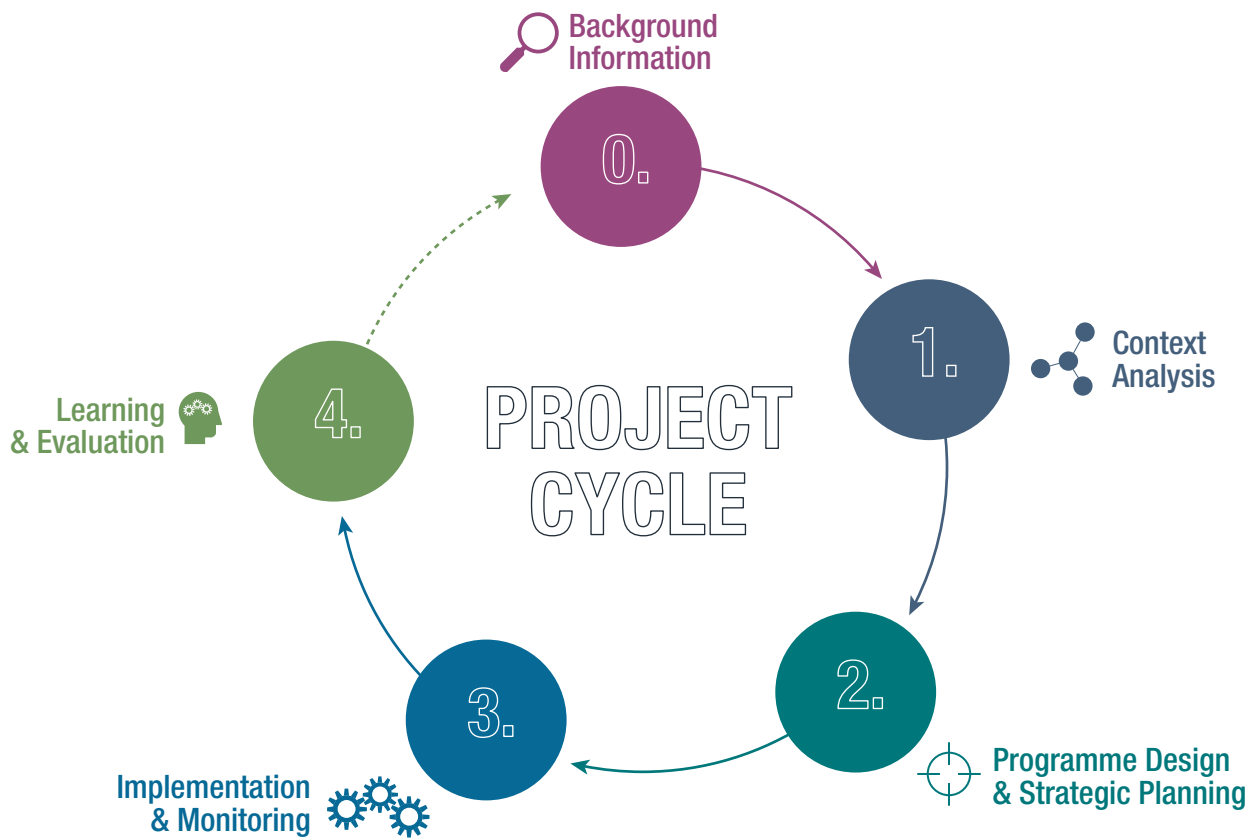 Background
Information
0.
1.
Context
Analysis
2.
Programme Design
& Strategic Planning
3.
Implementation
& Monitoring
4.
Learning
& Evaluation
PROJECT
CYCLE